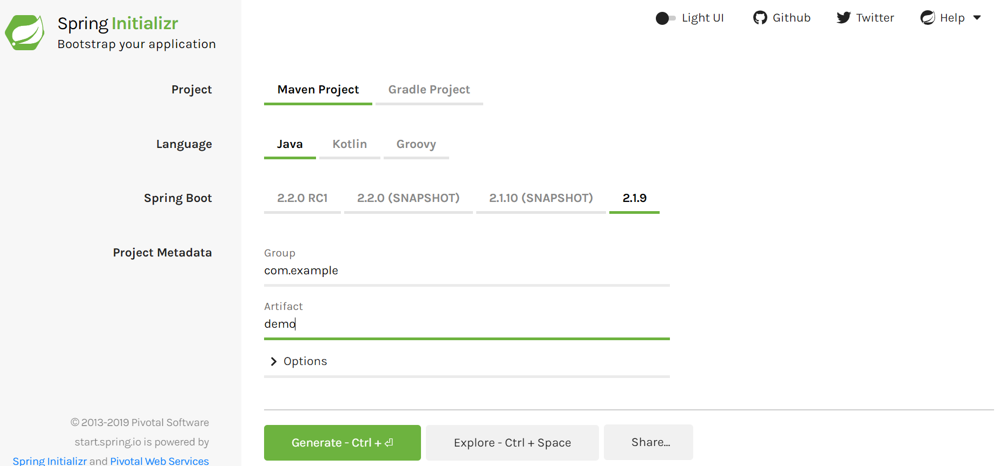 Spring Initializr
Bootstrap your application
Light UI
Github
Twitter
Help
Project
Maven Project
Gradle Project
Language
Java
Kotlin
Groovy
Spring Boot
2.2.0 RC1
2.2.0 (SNAPSHOT)
2.1.10 (SNAPSHOT)
2.1.9
Project Metadata
Group
com.example
Artifact
demo
Options
© 2013-2019 Pivotal Software
start.spring.io is powered by
Spring Initializr and Pivotal Web Services
Generate - Ctrl + ⏎
Explore - Ctrl + Space
Share...